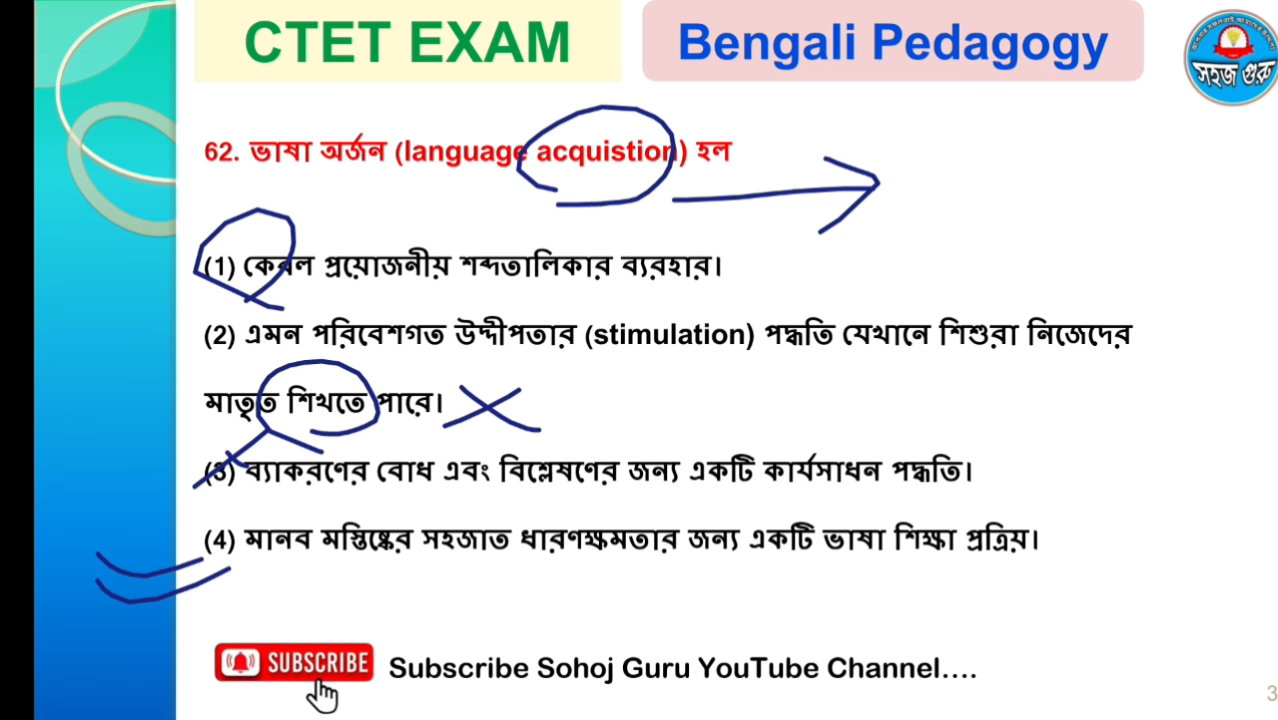 CTET EXAM
Bengali Pedagogy
সহজ গুরু
62. ভাষা অর্জন (language acquistion) হল
(1) কেবল প্রয়োজনীয় শব্দতালিকার ব্যবহার।
(2) এমন পরিবেশগত উদ্দীপতার (stimulation) পদ্ধতি যেখানে শিশুরা নিজেদের
মাতৃত শিখতে পারে।
(3) ব্যাকরণের বোধ এবং বিশ্লেষণের জন্য একটি কার্যসাধন পদ্ধতি।
(4) মানব মস্তিষ্কের সহজাত ধারণক্ষমতার জন্য একটি ভাষা শিক্ষা প্রত্রিয়।
SUBSCRIBE Subscribe Sohoj Guru YouTube Channel....
3